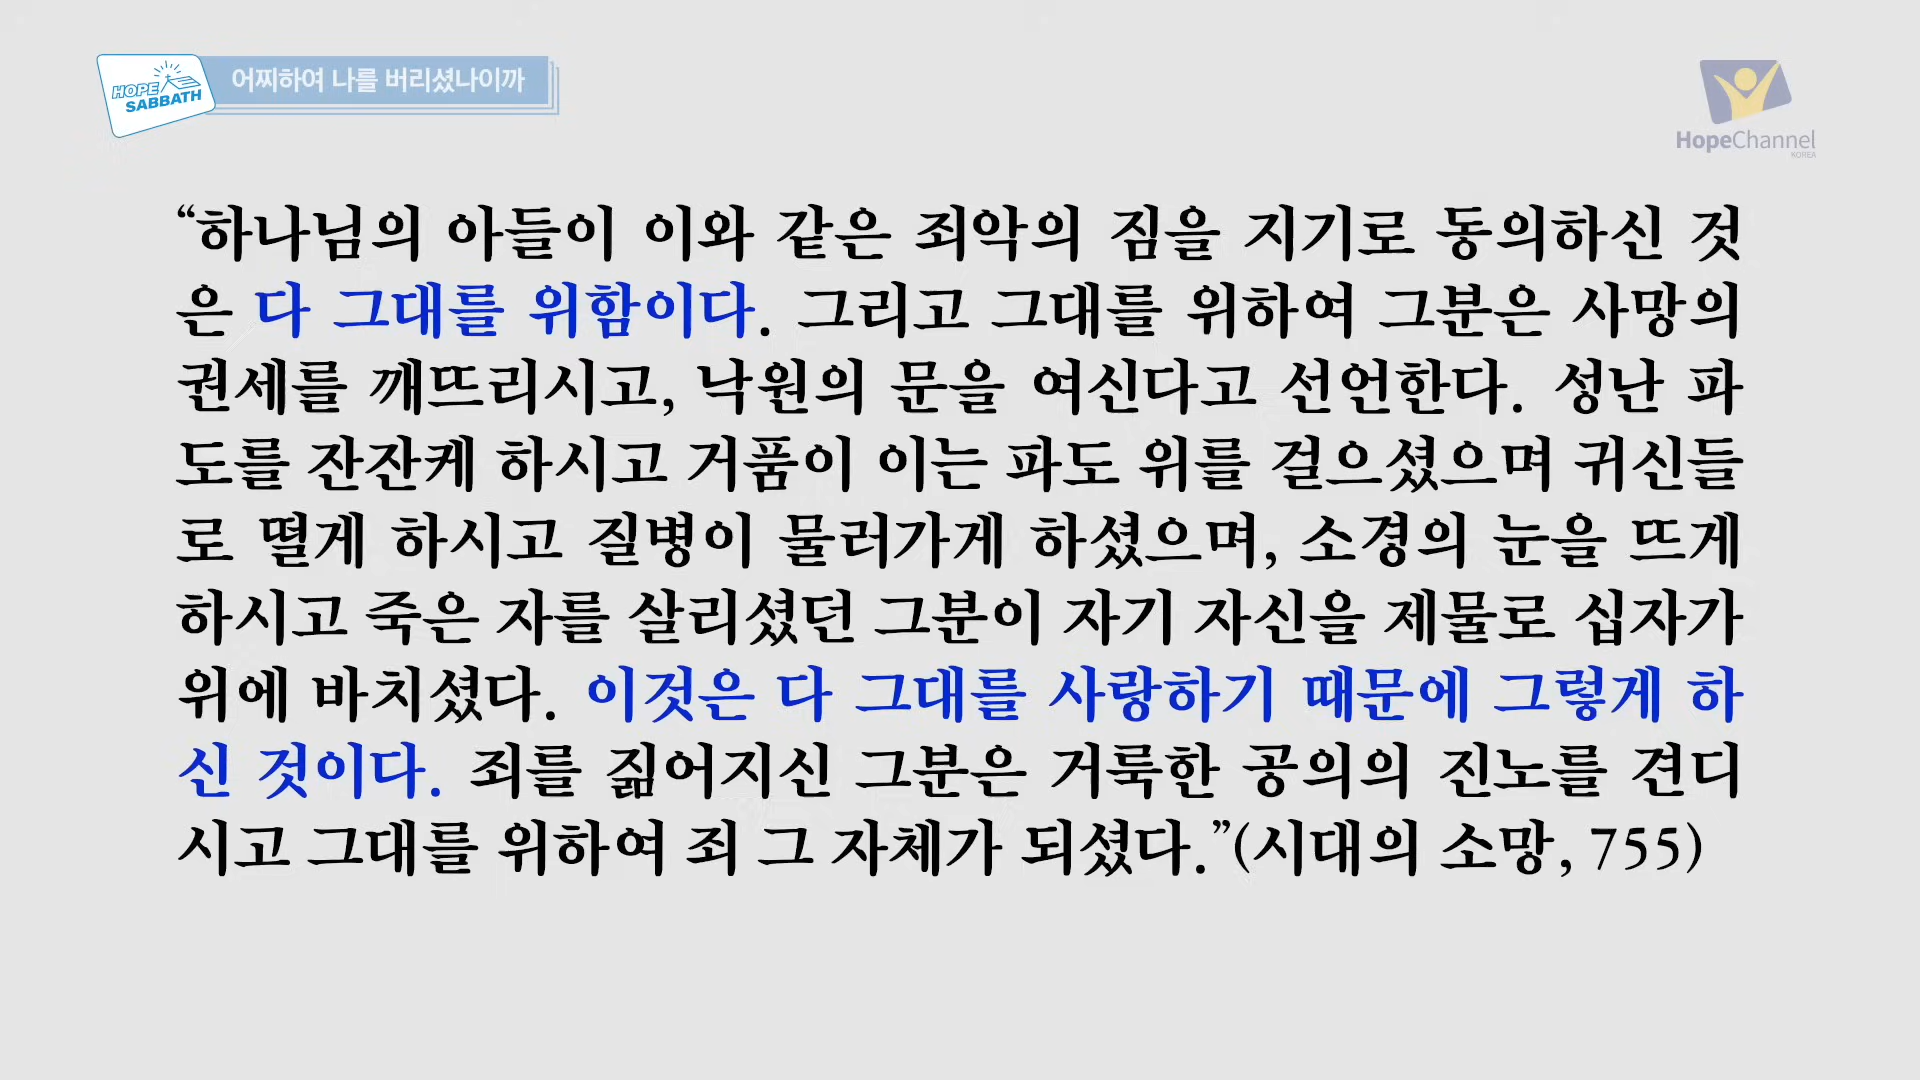 HOPE
SABBATH
어찌하여 나를 버리셨나이까
HopeChannel
KOREA
“하나님의 아들이 이와 같은 죄악의 짐을 지기로 동의하신 것
은 다 그대를 위함이다. 그리고 그대를 위하여 그분은 사망의
권세를 깨뜨리시고, 낙원의 문을 여신다고 선언한다. 성난 파
도를 잔잔케 하시고 거품이 이는 파도 위를 걸으셨으며 귀신들
로 떨게 하시고 질병이 물러가게 하셨으며, 소경의 눈을 뜨게
하시고 죽은 자를 살리셨던 그분이 자기 자신을 제물로 십자가
위에 바치셨다. 이것은 다 그대를 사랑하기 때문에 그렇게 하
신 것이다. 죄를 짊어지신 그분은 거룩한 공의의 진노를 견디
시고 그대를 위하여 죄 그 자체가 되셨다.”(시대의 소망, 755)